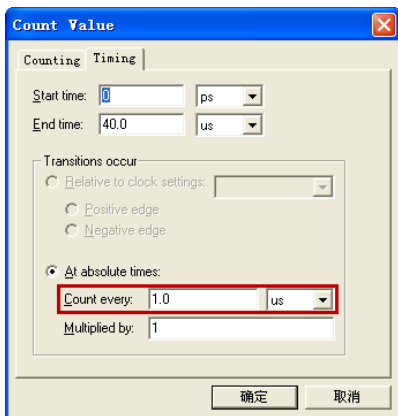 Count Value
Counting Timing
Start time: 0 ps
End time: 40.0 us
Transitions occur
Relative to clock settings:
Positive edge
Negative edge
At absolute times:
Count every: 1.0 us
Multiplied by: 1
确定 取消